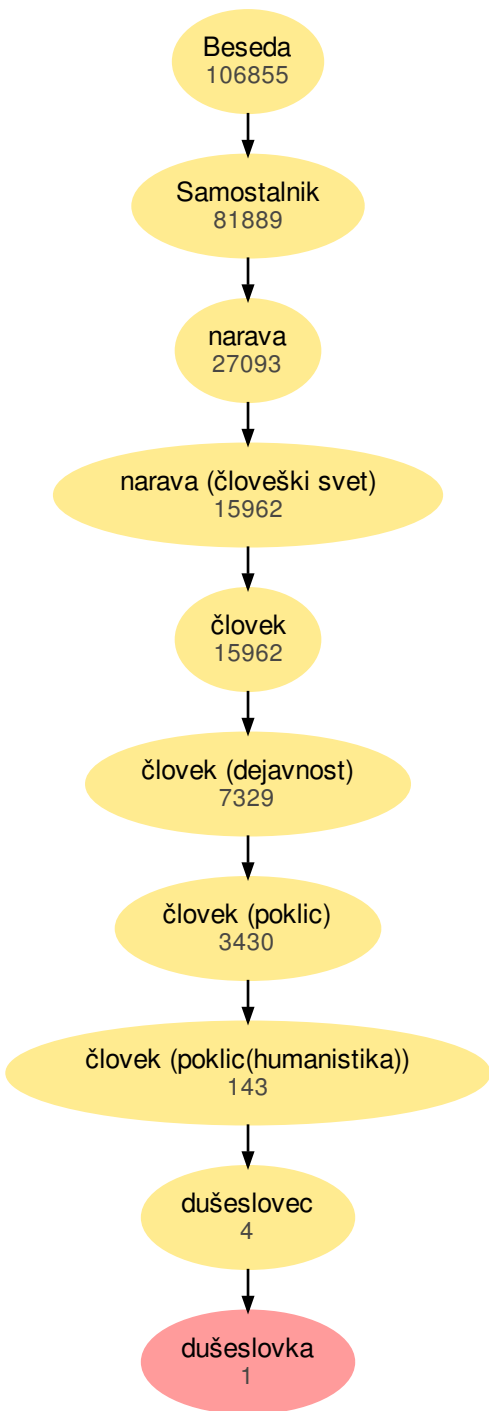 Beseda
106855
Samostalnik
81889
narava
27093
narava (človeški svet)
15962
človek
15962
človek (dejavnost)
7329
človek (poklic)
3430
človek (poklic(humanistika))
143
dušeslovec
4
dušeslovka
1